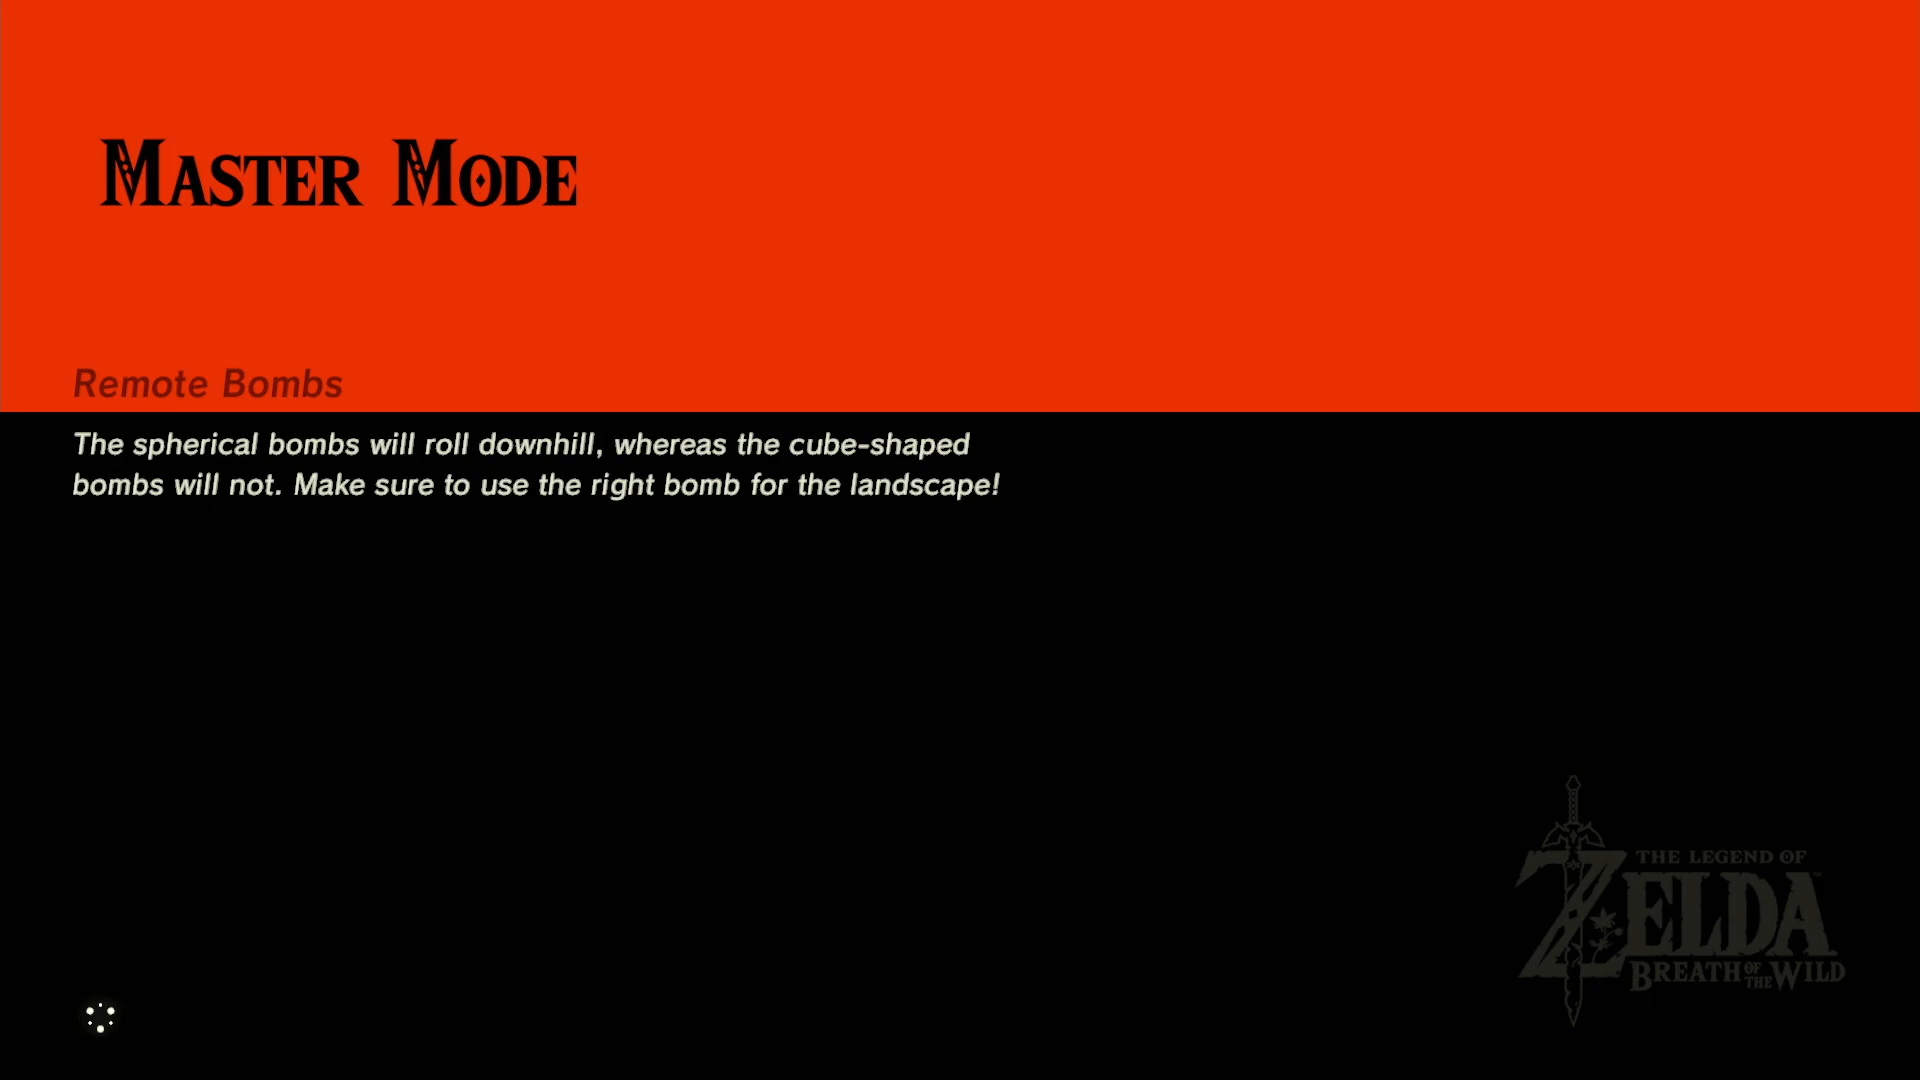 MASTER MODE
Remote Bombs
The spherical bombs will roll downhill, whereas the cube-shaped
bombs will not. Make sure to use the right bomb for the landscape!
THE LEGEND OF
ZELDA
BREATH OF THE WILD